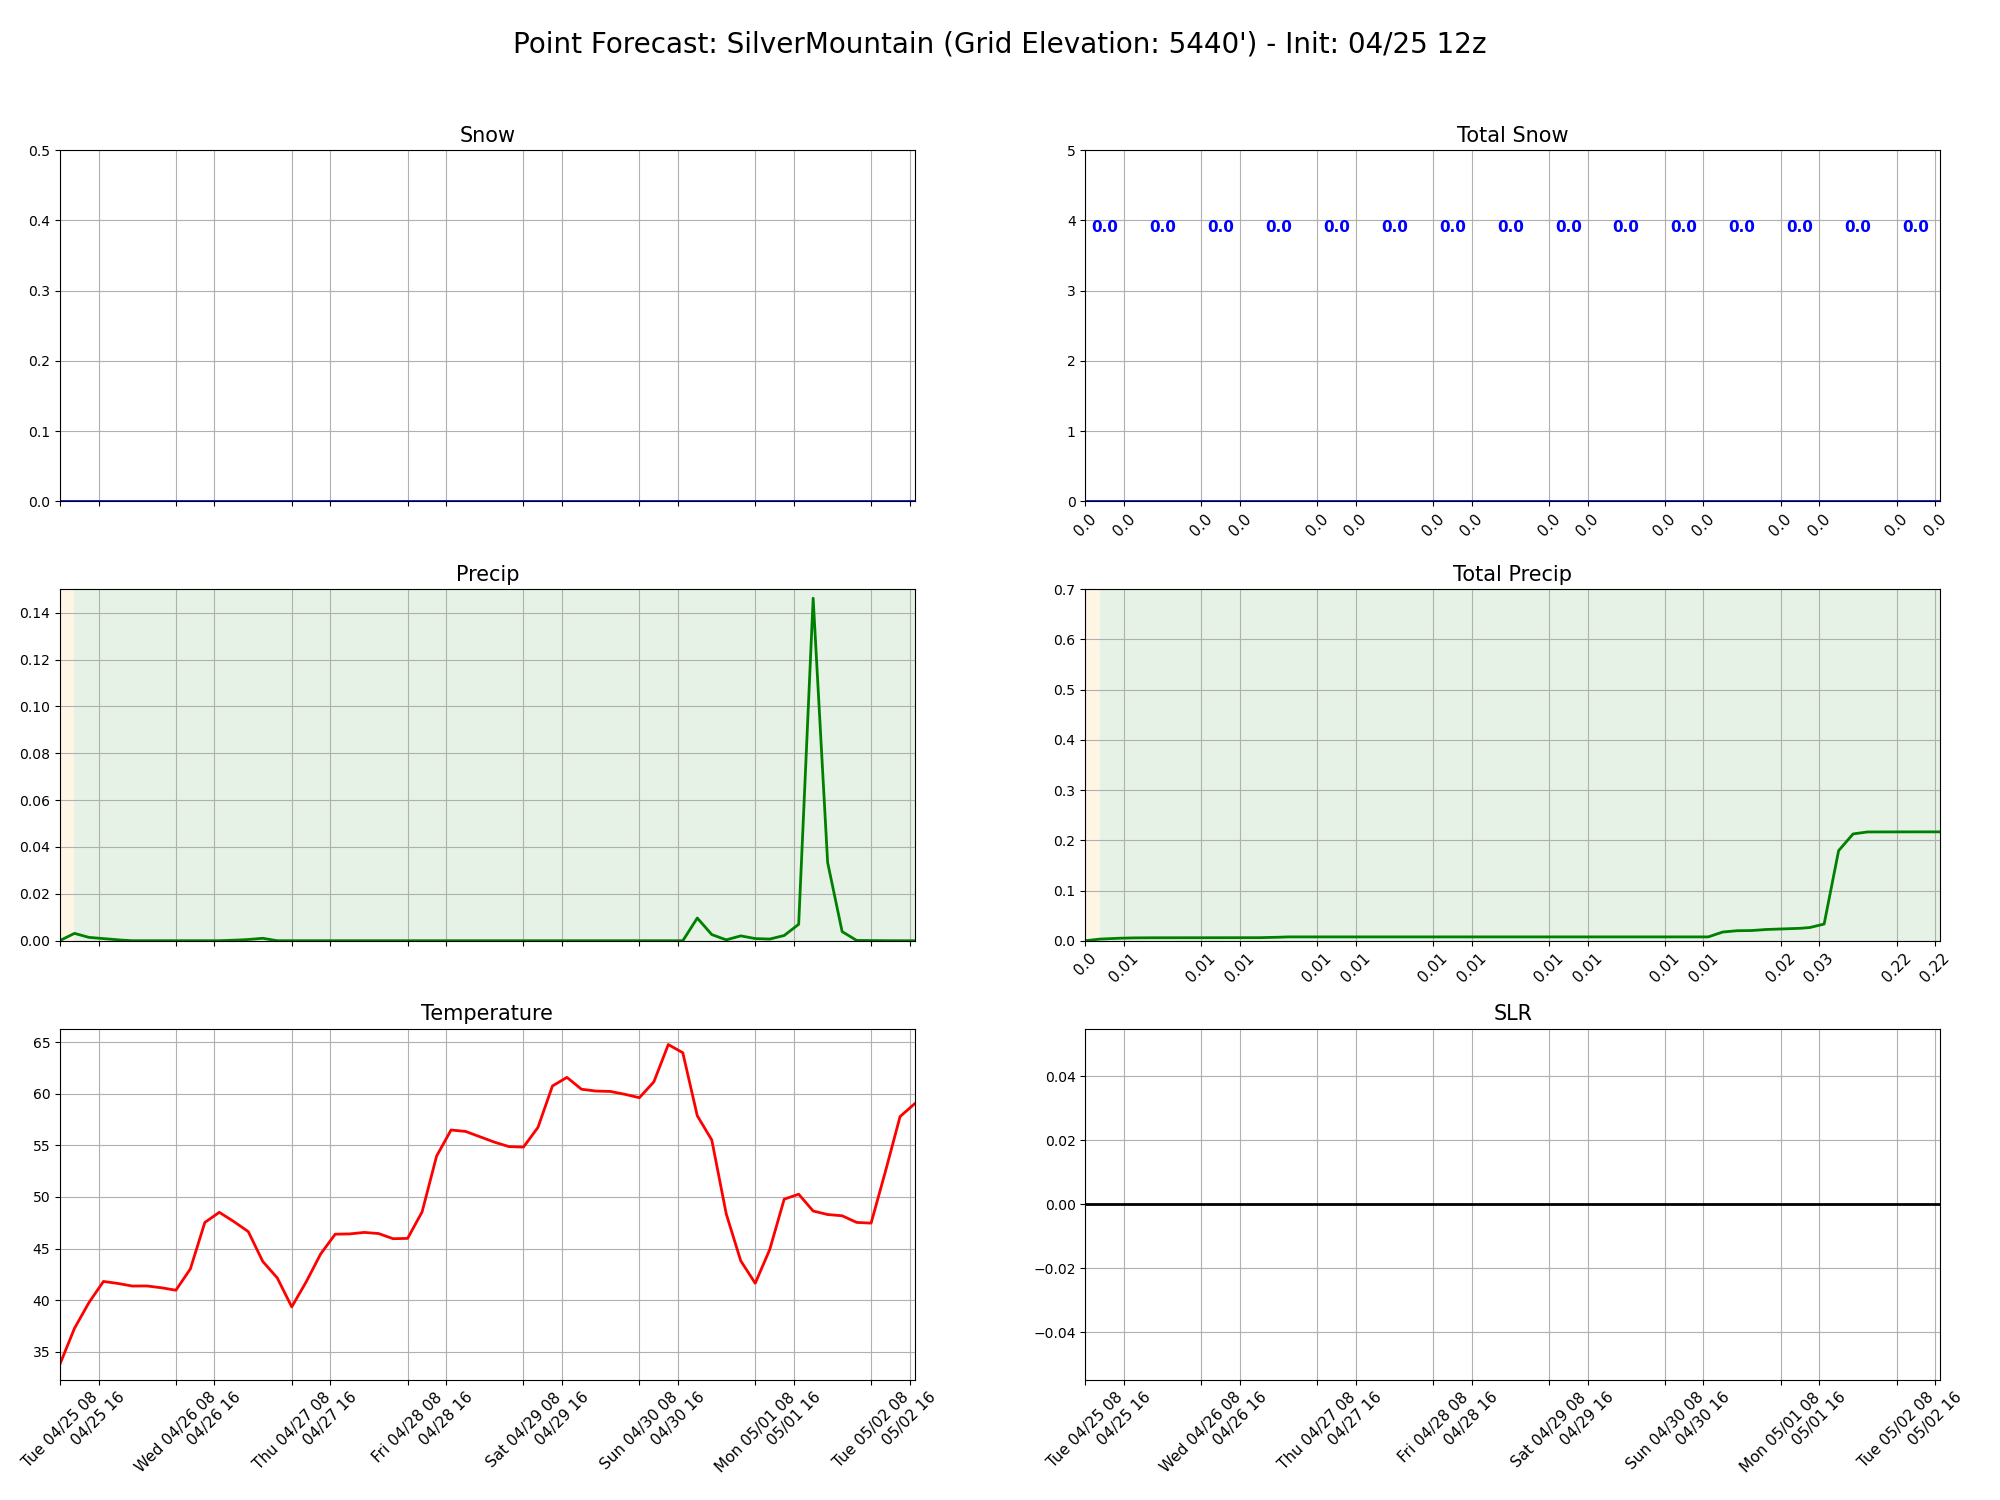 Point Forecast: SilverMountain (Grid Elevation: 5440') - Init: 04/25 12z
Snow
0.5
0.4
0.3
0.2
0.1
0.0
Total Snow
5
4
3
2
1
0
0.0 0.0 0.0 0.0 0.0 0.0 0.0 0.0 0.0 0.0 0.0 0.0 0.0 0.0 0.0
0.0 0.0 0.0 0.0 0.0 0.0 0.0 0.0 0.0 0.0 0.0 0.0 0.0 0.0 0.0 0.0
Precip
0.14
0.12
0.10
0.08
0.06
0.04
0.02
0.00
Total Precip
0.7
0.6
0.5
0.4
0.3
0.2
0.1
0.0
0.0 0.01 0.01 0.01 0.01 0.01 0.01 0.01 0.01 0.01 0.01 0.01 0.02 0.03 0.22 0.22
Temperature
65
60
55
50
45
40
35
Tue 04/25 08
04/25 16
Wed 04/26 08
04/26 16
Thu 04/27 08
04/27 16
Fri 04/28 08
04/28 16
Sat 04/29 08
04/29 16
Sun 04/30 08
04/30 16
Mon 05/01 08
05/01 16
Tue 05/02 08
05/02 16
SLR
0.04
0.02
0.00
−0.02
−0.04
Tue 04/25 08
04/25 16
Wed 04/26 08
04/26 16
Thu 04/27 08
04/27 16
Fri 04/28 08
04/28 16
Sat 04/29 08
04/29 16
Sun 04/30 08
04/30 16
Mon 05/01 08
05/01 16
Tue 05/02 08
05/02 16